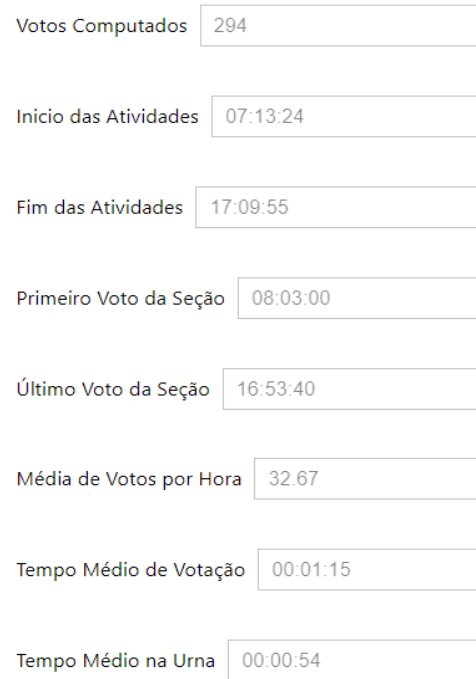 Votos Computados 294
Inicio das Atividades 07:13:24
Fim das Atividades 17:09:55
Primeiro Voto da Seção 08:03:00
Último Voto da Seção 16:53:40
Média de Votos por Hora 32.67
Tempo Médio de Votação 00:01:15
Tempo Médio na Urna 00:00:54